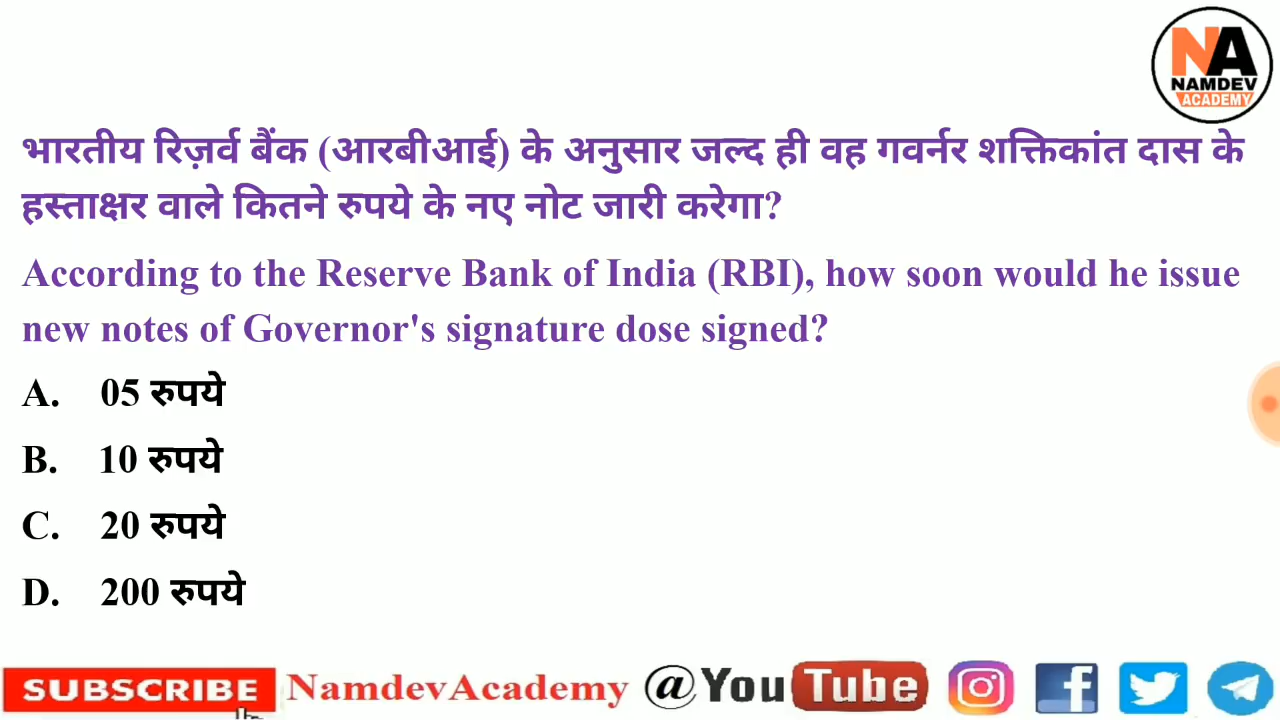 NA
NAMDEV
ACADEMY
भारतीय रिज़र्व बैंक (आरबीआई) के अनुसार जल्द ही वह गवर्नर शक्तिकांत दास के
हस्ताक्षर वाले कितने रुपये के नए नोट जारी करेगा?
According to the Reserve Bank of India (RBI), how soon would he issue
new notes of Governor's signature dose signed?
A. 05 रुपये
B. 10 रुपये
C. 20 रुपये
D. 200 रुपये
SUBSCRIBE NamdevAcademy @YouTube